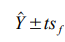 Ŷ ± ts_f